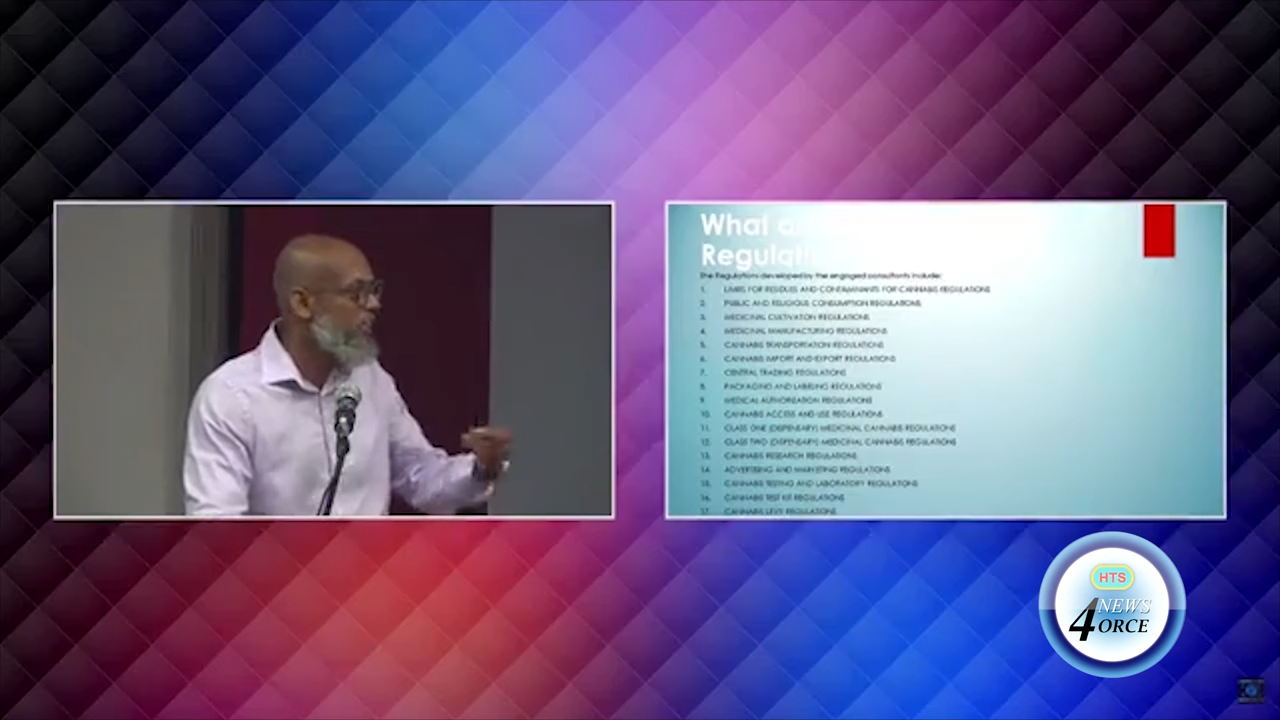 What a
Regulati
The Regulations developed by the engaged consultants include:
1. LIMITS FOR RESIDUES AND CONTAMINANTS FOR CANNABIS REGULATIONS
2. PUBLIC AND RELIGIOUS CONSUMPTION REGULATIONS
3. MEDICINAL CULTIVATION REGULATIONS
4. MEDICINAL MANUFACTURING REGULATIONS
5. CANNABIS TRANSPORTATION REGULATIONS
6. CANNABIS IMPORT AND EXPORT REGULATIONS
7. CENTRAL TRADING REGULATIONS
8. PACKAGING AND LABELING REGULATIONS
9. MEDICAL AUTHORISATION REGULATIONS
10. CANNABIS ACCESS AND USE REGULATIONS
11. CLASS ONE (DISPENSARY) MEDICINAL CANNABIS REGULATIONS
12. CLASS TWO (DISPENSARY) MEDICINAL CANNABIS REGULATIONS
13. CANNABIS RESEARCH REGULATIONS
14. ADVERTISING AND MARKETING REGULATIONS
15. CANNABIS TESTING AND LABORATORY REGULATIONS
16. CANNABIS TEST KIT REGULATIONS
17. CANNABIS LEVY REGULATIONS
HTS
NEWS
4ORCE